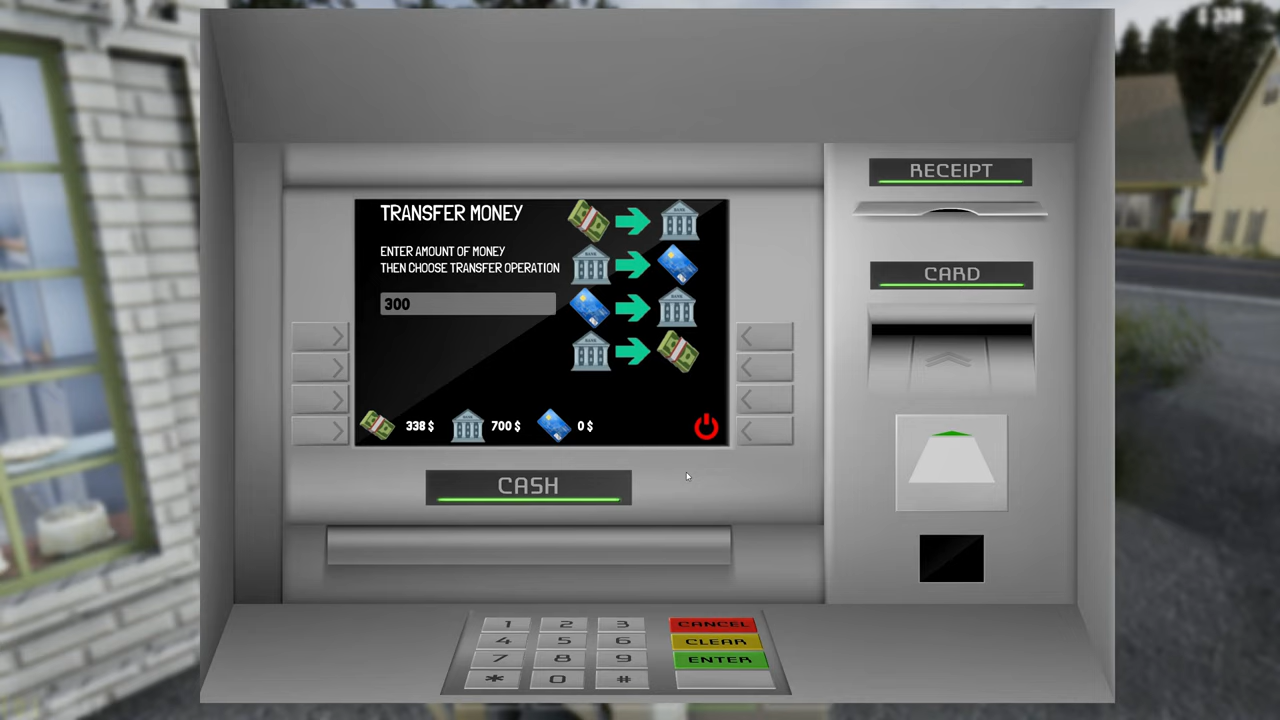 TRANSFER MONEY
ENTER AMOUNT OF MONEY
THEN CHOOSE TRANSFER OPERATION
300
338 $ 700 $ 0 $
CASH
RECEIPT
CARD
1 2 3 CANCEL
4 5 6 CLEAR
7 8 9 ENTER
* 0 #